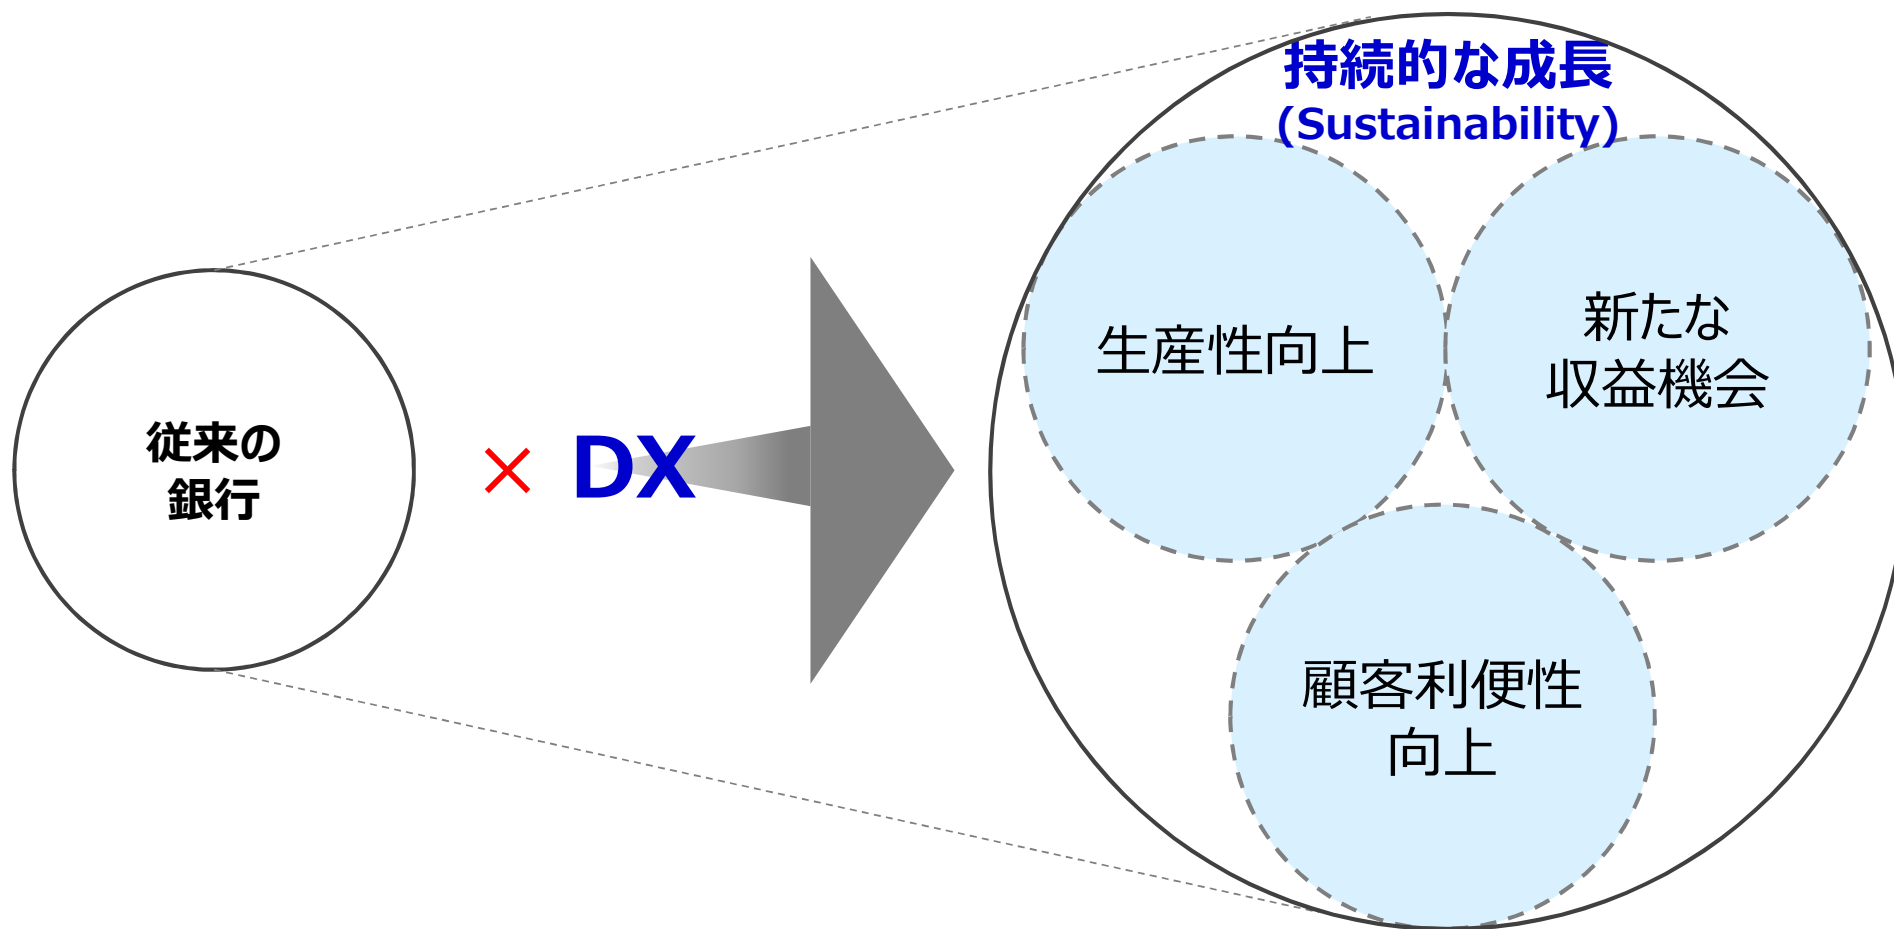 持続的な成長
(Sustainability)
従来の
銀行
× DX
生産性向上
新たな
収益機会
顧客利便性
向上